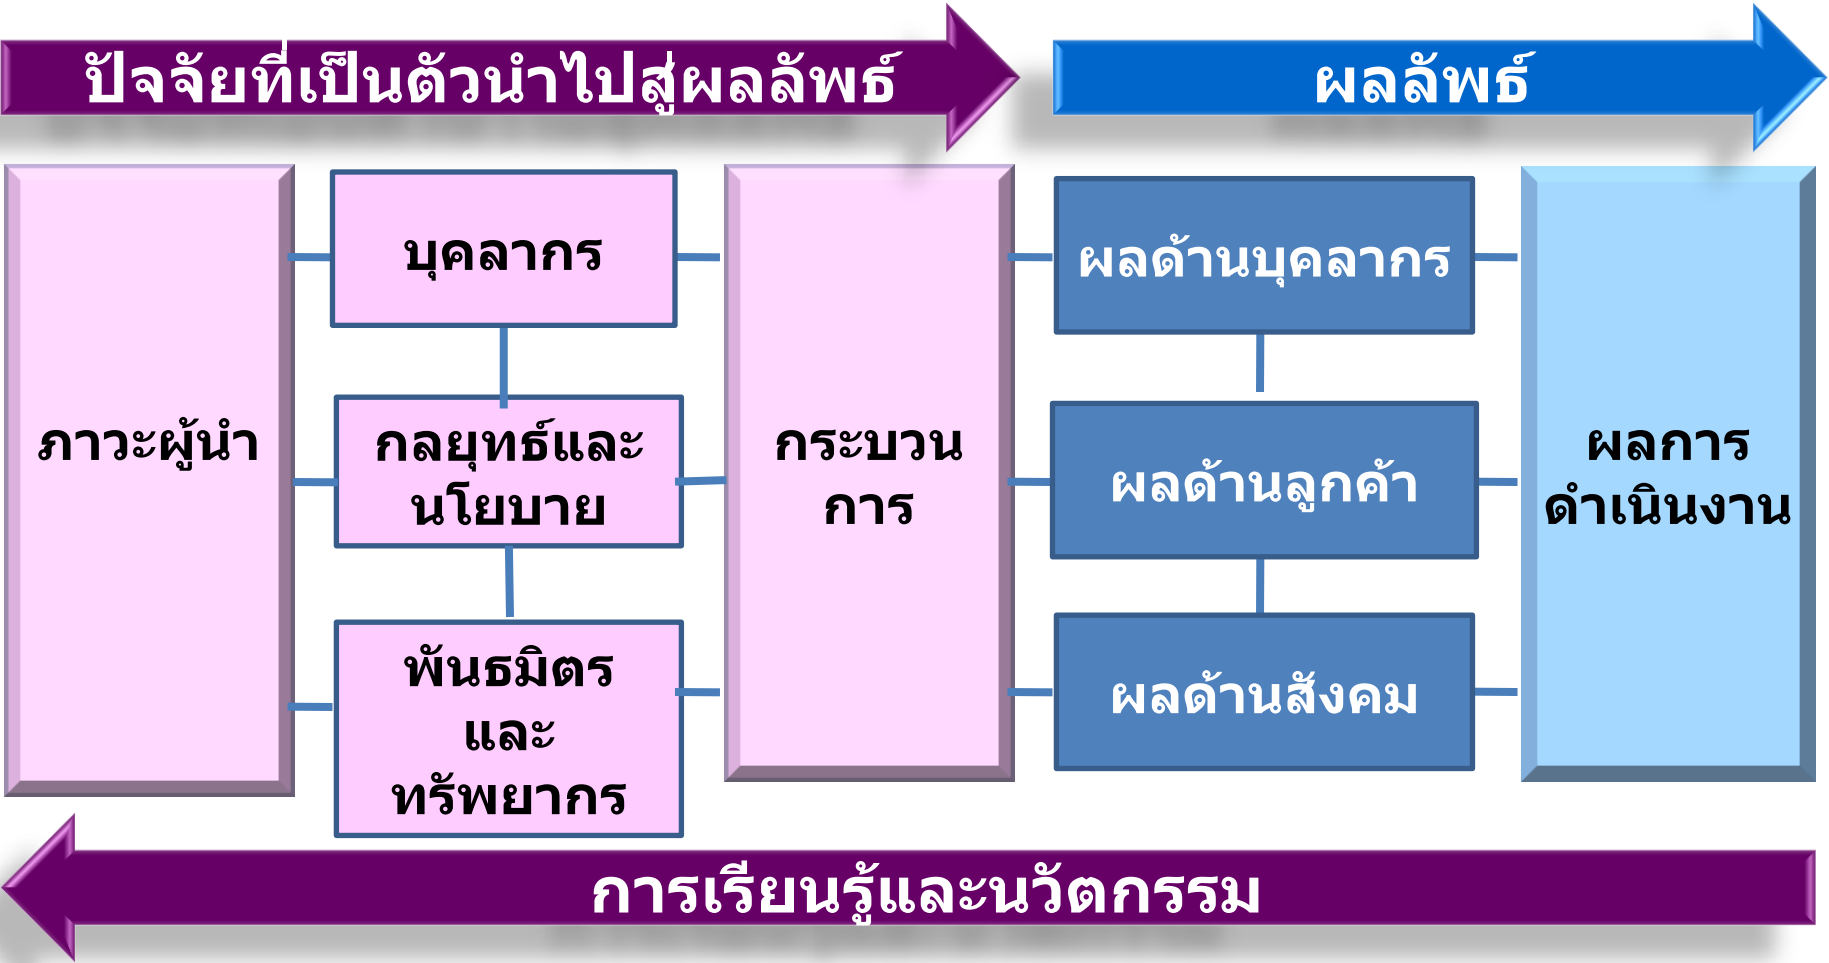 ปัจจัยที่เป็นตัวนำไปสู่ผลลัพธ์
ผลลัพธ์
ภาวะผู้นำ
บุคลากร
กลยุทธ์และ
นโยบาย
พันธมิตร
และ
ทรัพยากร
กระบวน
การ
ผลด้านบุคลากร
ผลด้านลูกค้า
ผลด้านสังคม
ผลการ
ดำเนินงาน
การเรียนรู้และนวัตกรรม